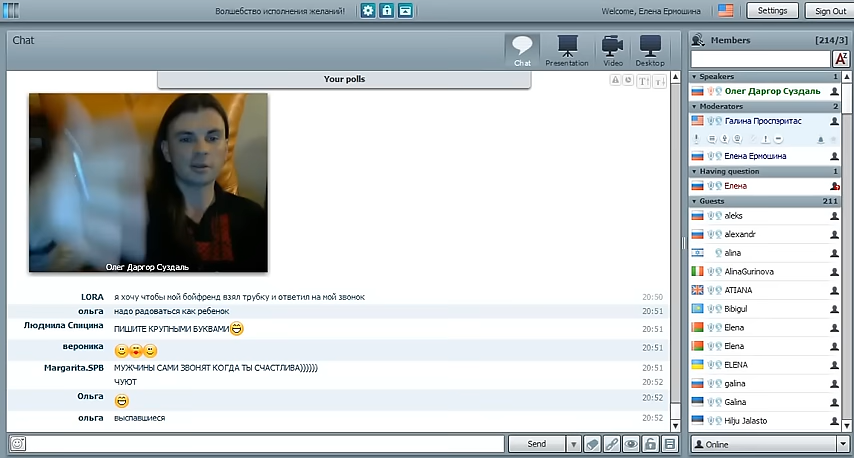 Волшебство исполнения желаний!
Welcome, Елена Ермошина
Settings
Sign Out
Chat
Chat
Presentation
Video
Desktop
Your polls
Олег Даргор Суздаль
LORA я хочу чтобы мой бойфренд взял трубку и ответил на мой звонок 20:50
ольга надо радоваться как ребенок 20:51
Людмила Спицина ПИШИТЕ КРУПНЫМИ БУКВАМИ 20:51
вероника 20:51
Margarita.SPB МУЖЧИНЫ САМИ ЗВОНЯТ КОГДА ТЫ СЧАСТЛИВА)))))) 20:51
ЧУЮТ 20:52
Ольга 20:52
ольга выспавшиеся 20:52
Send
Members [214/3]
Speakers 1
Олег Даргор Суздаль
Moderators 2
Галина Проспэритас
Елена Ермошина
Having question 1
Елена
Guests 211
aleks
alexandr
alina
AlinaGurinova
ATIANA
Bibigul
Elena
Elena
ELENA
galina
Galina
Hilju Jalasto
Online